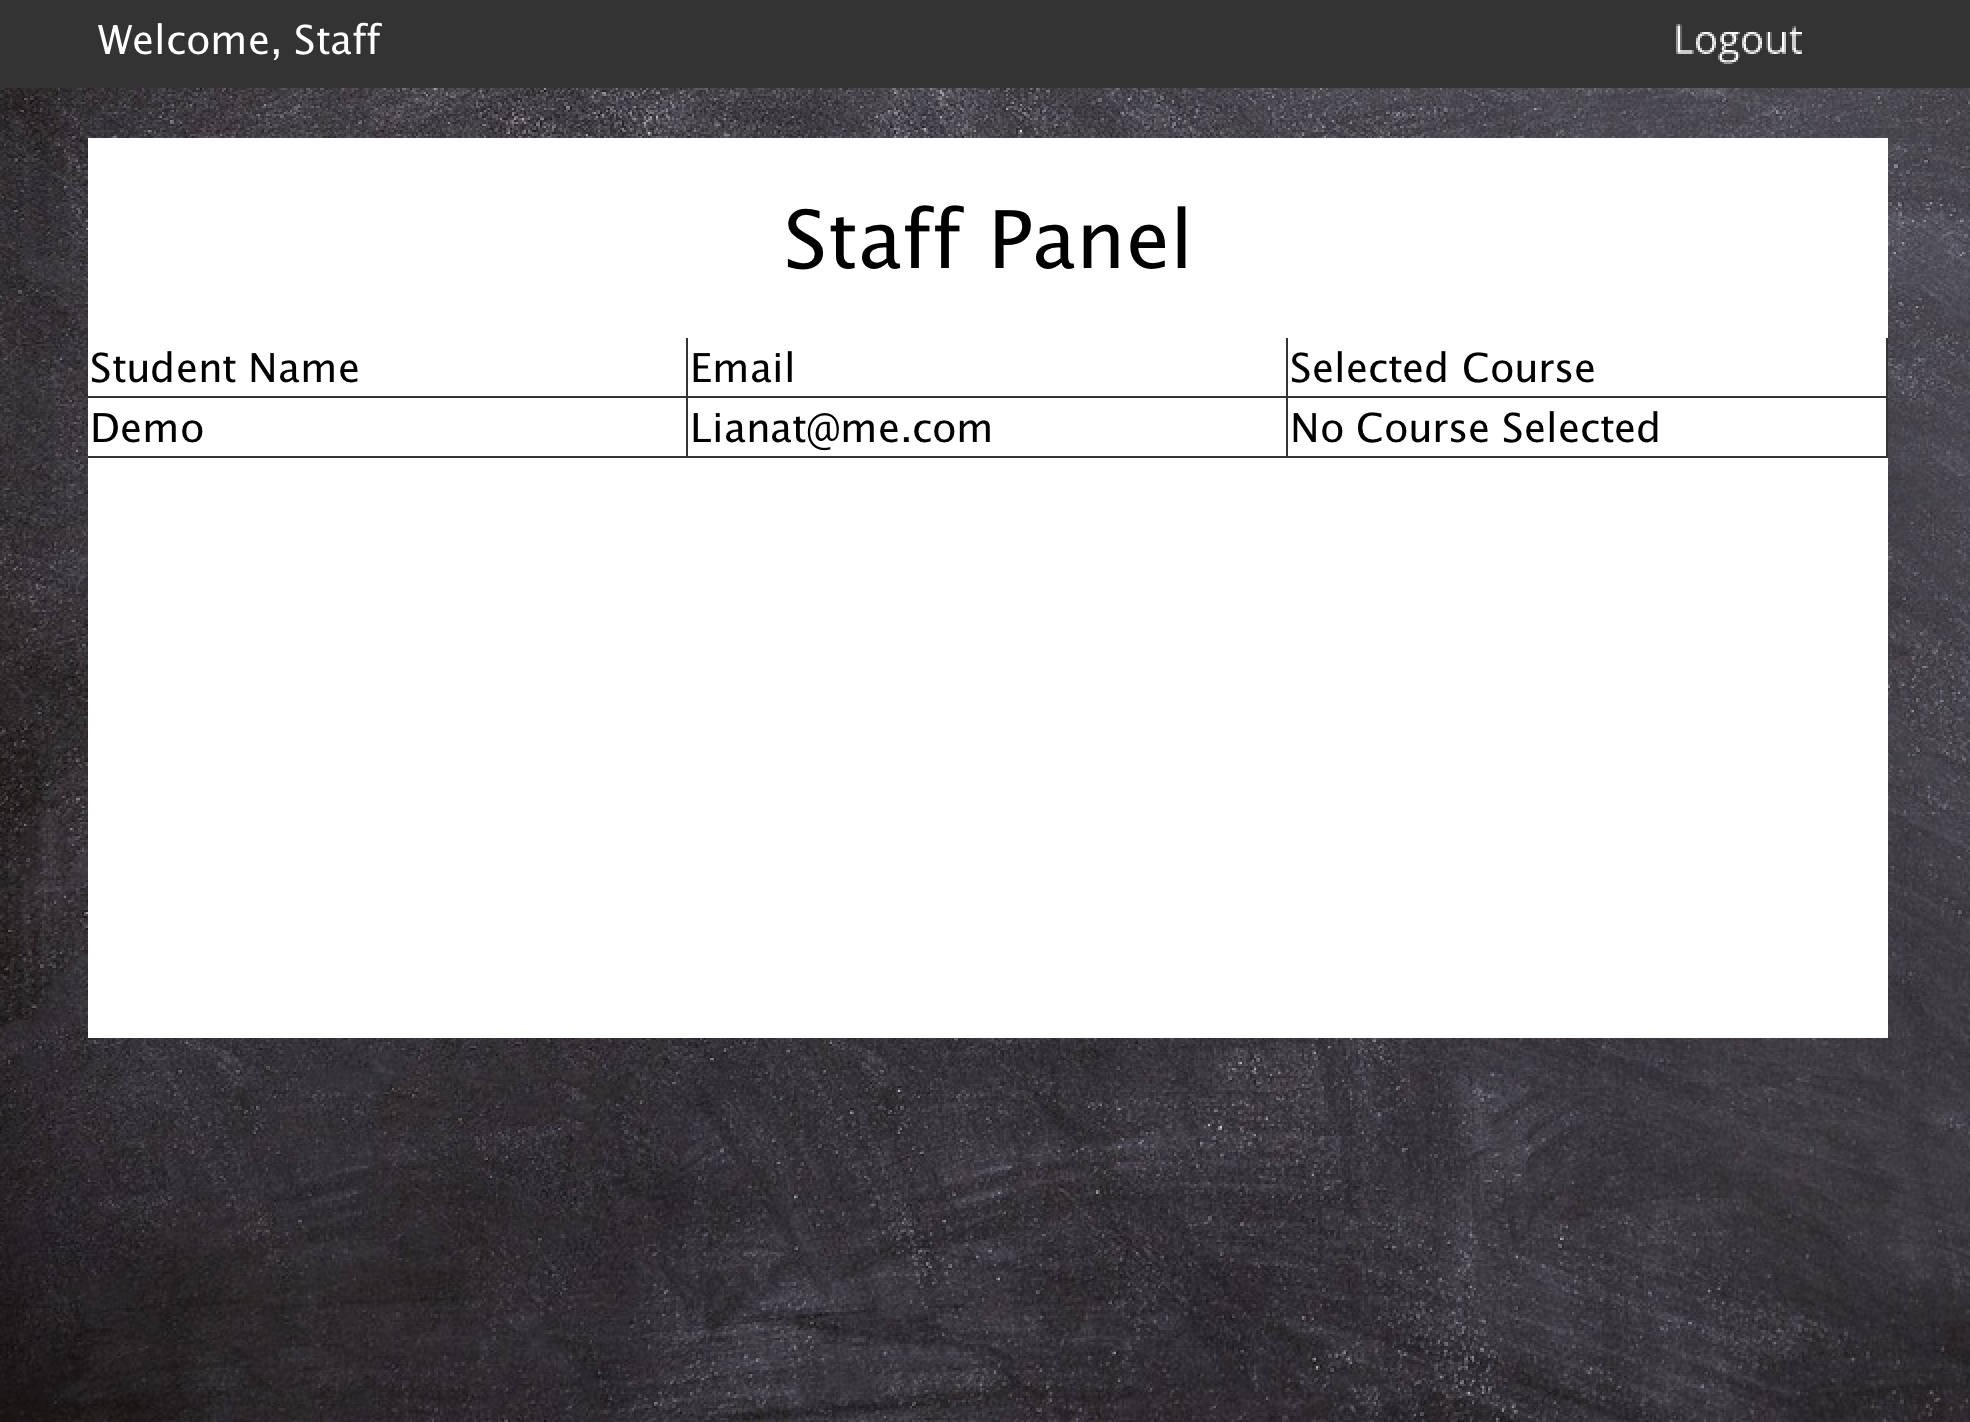 Welcome, Staff
Logout
Staff Panel
Student Name Email Selected Course
Demo Lianat@me.com No Course Selected